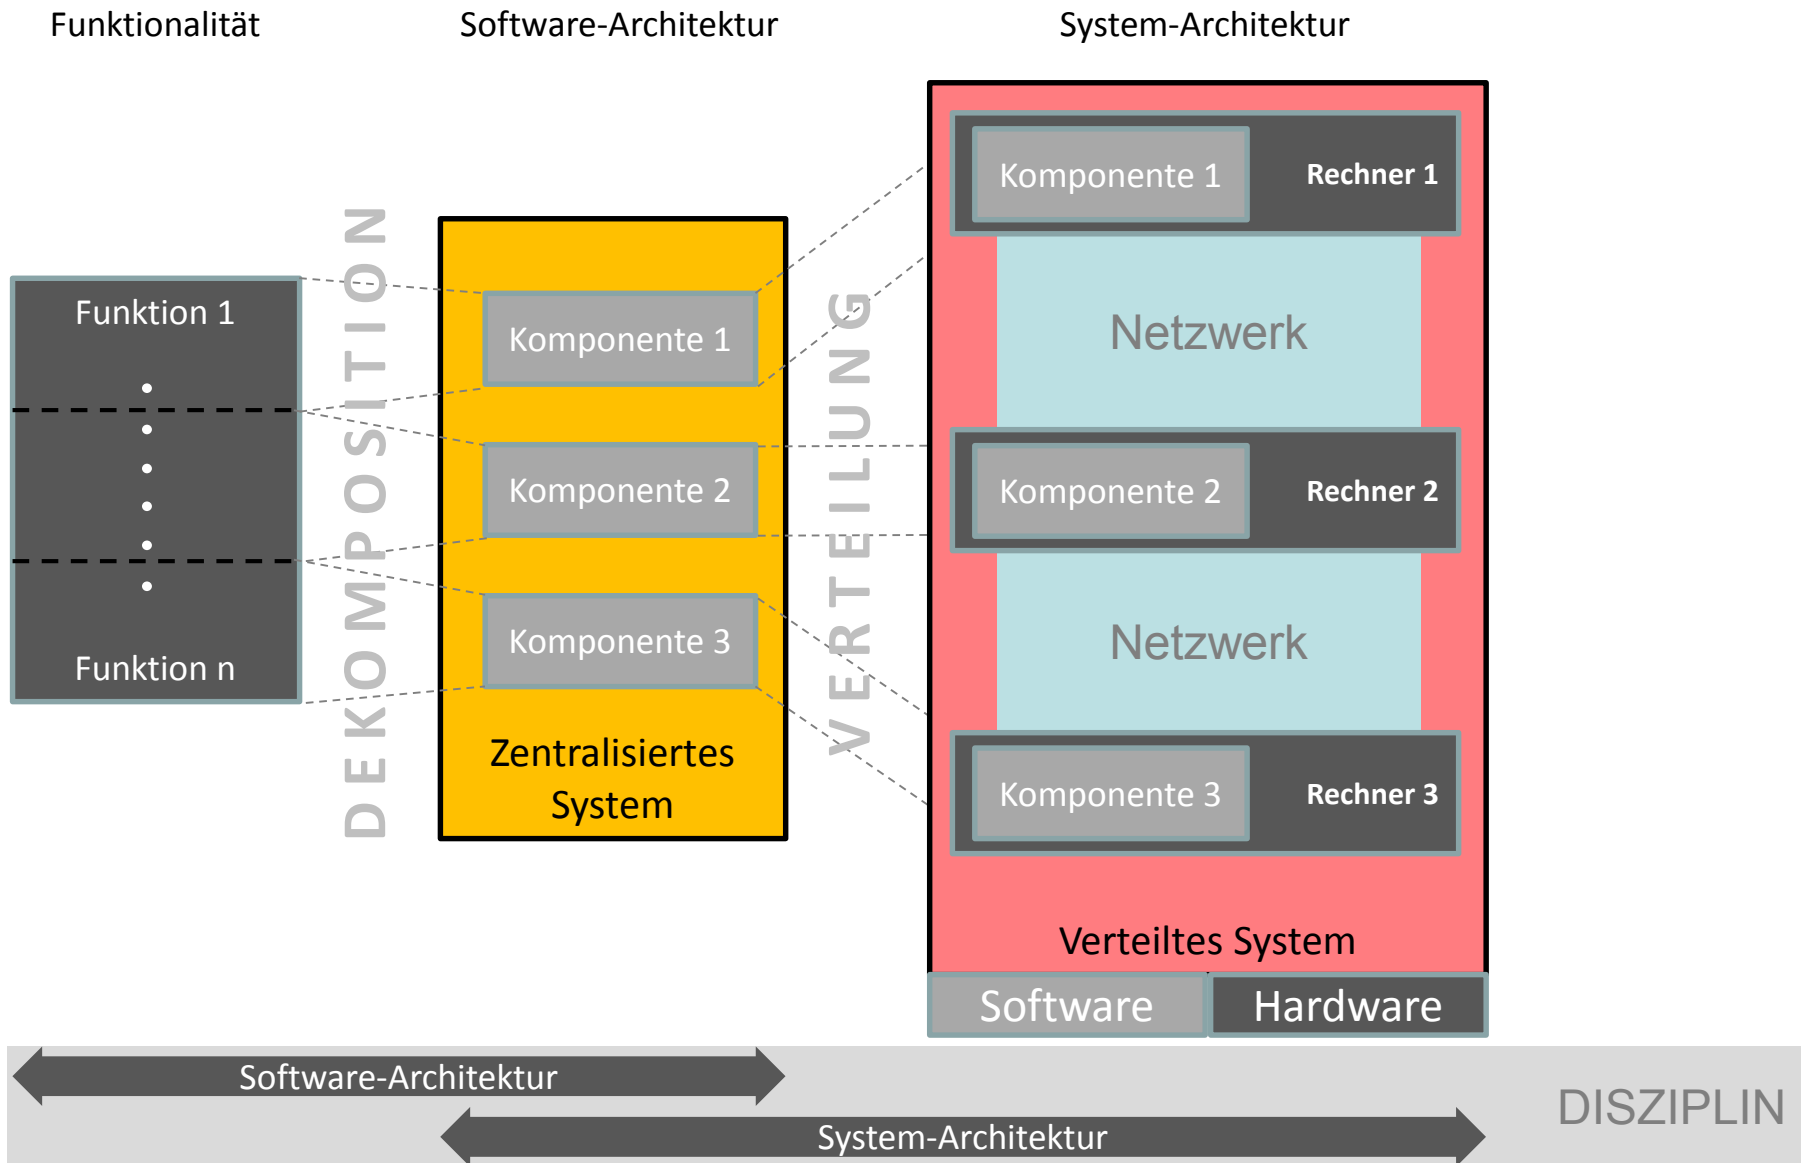 Funktionalität
Software-Architektur
System-Architektur
Funktion 1
Funktion n
DEKOMPOSITION
Komponente 1
Komponente 2
Komponente 3
Zentralisiertes
System
VERTEILUNG
Komponente 1
Rechner 1
Netzwerk
Komponente 2
Rechner 2
Netzwerk
Komponente 3
Rechner 3
Verteiltes System
Software
Hardware
Software-Architektur
System-Architektur
DISZIPLIN